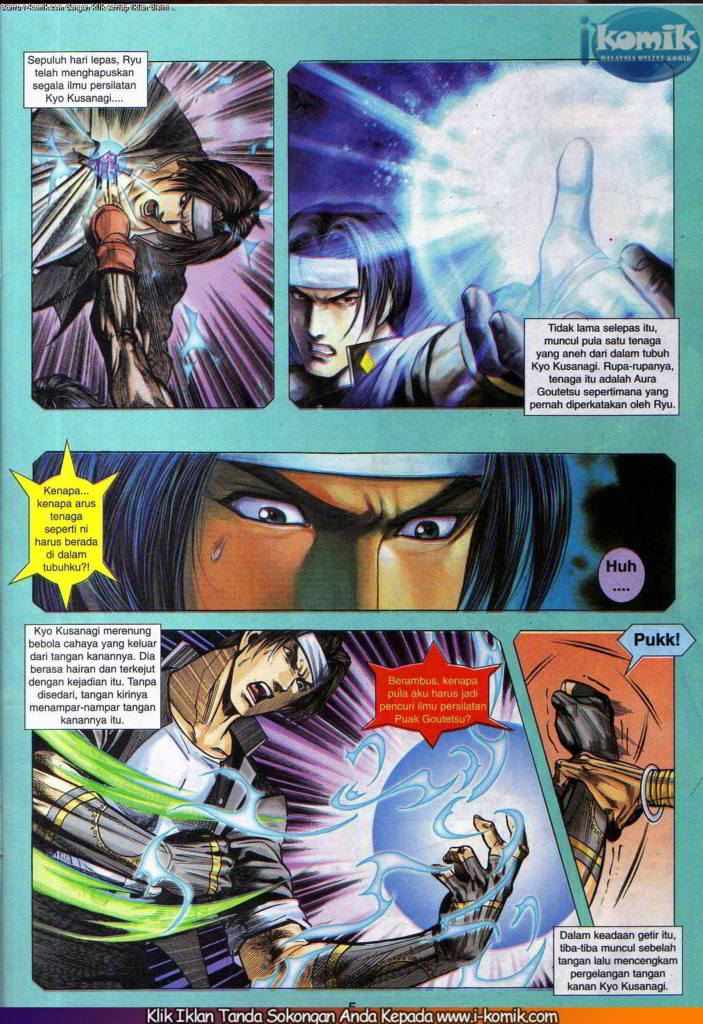 komik
MALAYSIA ONLINE KOMIK
Sepuluh hari lepas, Ryu
telah menghapuskan
segala ilmu persilatan
Kyo Kusanagi....
Tidak lama selepas itu,
muncul pula satu tenaga
yang aneh dari dalam tubuh
Kyo Kusanagi. Rupa-rupanya,
tenaga itu adalah Aura
Goutetsu sepertimana yang
pernah diperkatakan oleh Ryu.
Kenapa...
kenapa arus
tenaga
seperti ni
harus berada
di dalam
tubuhku?!
Huh
....
Kyo Kusanagi merenung
bebola cahaya yang keluar
dari tangan kanannya. Dia
berasa hairan dan terkejut
dengan kejadian itu. Tanpa
disedari, tangan kirinya
menampar-nampar tangan
kanannya itu.
Berambus, kenapa
pula aku harus jadi
pencuri ilmu persilatan
Puak Goutetsu?
Pukk!
Dalam keadaan getir itu,
tiba-tiba muncul sebelah
tangan lalu mencengkam
pergelangan tangan
kanan Kyo Kusanagi.
Klik Iklan Tanda Sokongan Anda Kepada www.i-komik.com